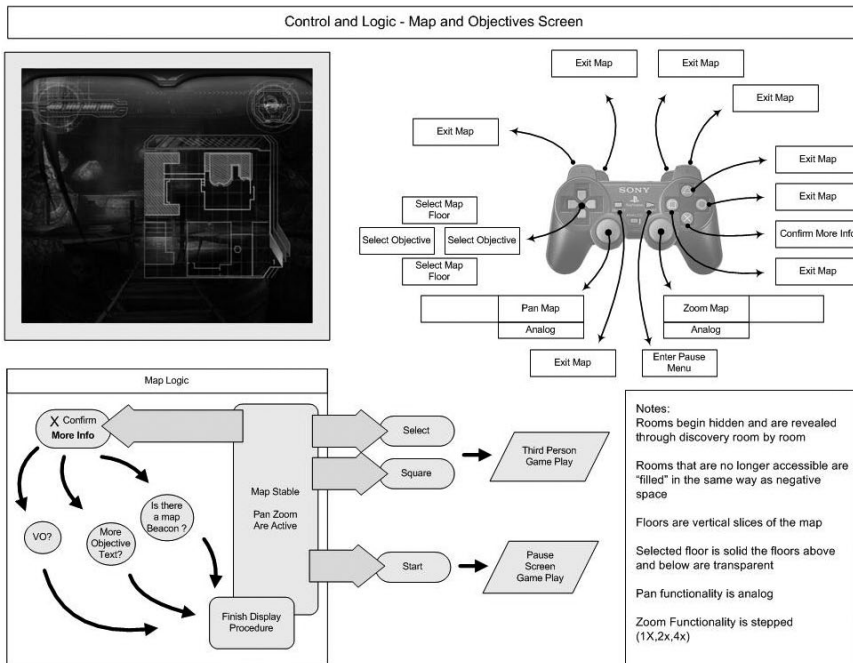 Control and Logic - Map and Objectives Screen
Exit Map
Exit Map
Exit Map
Exit Map
Exit Map
Exit Map
Confirm More Info
Exit Map
Select Map
Floor
Select Objective
Select Objective
Select Map
Floor
SONY
Pan Map
Analog
Zoom Map
Analog
Exit Map
Enter Pause
Menu
Map Logic
X Confirm
More Info
VO?
More
Objective
Text?
Is there
a map
Beacon ?
Map Stable
Pan Zoom
Are Active
Finish Display
Procedure
Select
Square
Start
Third Person
Game Play
Pause
Screen
Game Play
Notes:
Rooms begin hidden and are revealed
through discovery room by room
Rooms that are no longer accessible are
“filled” in the same way as negative
space
Floors are vertical slices of the map
Selected floor is solid the floors above
and below are transparent
Pan functionality is analog
Zoom Functionality is stepped
(1X,2x,4x)